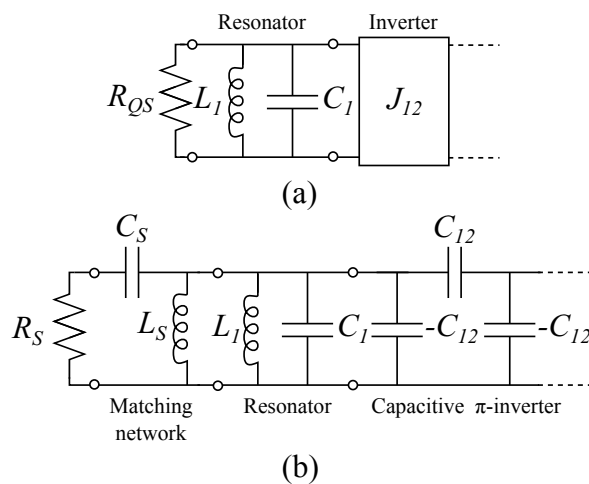 Resonator Inverter
R_QS L_1 C_1 J_12
(a)
C_S C_12
R_S L_S L_1 C_1 -C_12 -C_12
Matching network Resonator Capacitive π-inverter
(b)